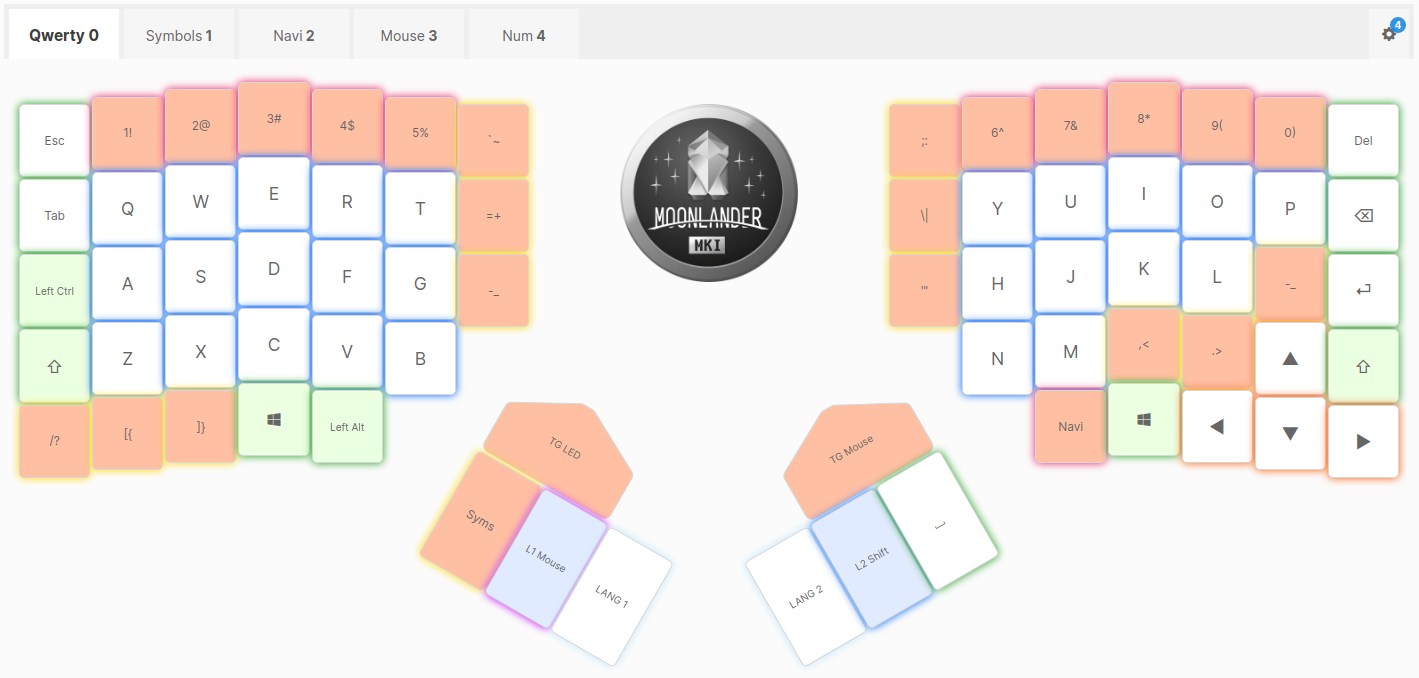 Qwerty 0 Symbols 1 Navi 2 Mouse 3 Num 4 4
Esc 1! 2@ 3# 4$ 5% `~ ;: 6^ 7& 8* 9( 0) Del
Tab Q W E R T =+ \| Y U I O P
Left Ctrl A S D F G -_ '" H J K L -_
Z X C V B N M ,< .>
/? [{ ]} Left Alt Navi
MOONLANDER
MKI
TG LED TG Mouse
Syms L1 Mouse LANG 1 LANG 2 L2 Shift